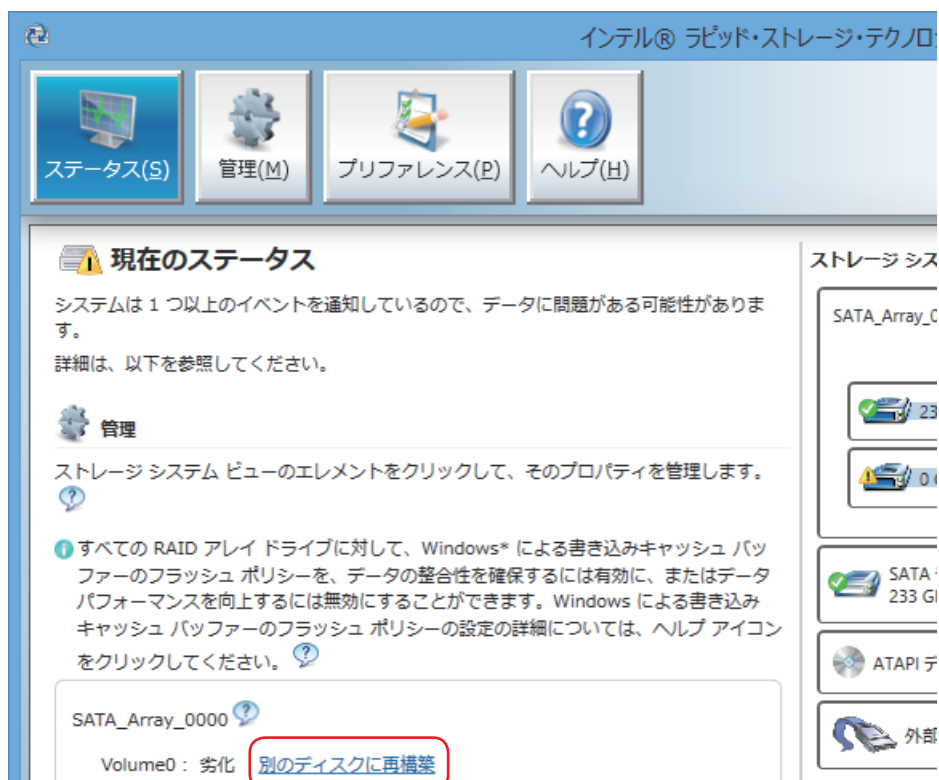 インテル® ラピッド・ストレージ・テクノロ
ステータス(S)
管理(M)
プリファレンス(P)
ヘルプ(H)
現在のステータス
システムは 1 つ以上のイベントを通知しているので、データに問題がある可能性がありま
す。
詳細は、以下を参照してください。
管理
ストレージ システム ビューのエレメントをクリックして、そのプロパティを管理します。
すべての RAID アレイ ドライブに対して、Windows* による書き込みキャッシュ バッ
ファーのフラッシュ ポリシーを、データの整合性を確保するには有効に、またはデータ
パフォーマンスを向上するには無効にすることができます。Windows による書き込み
キャッシュ バッファーのフラッシュ ポリシーの設定の詳細については、ヘルプ アイコン
をクリックしてください。
SATA_Array_0000
Volume0： 劣化 別のディスクに再構築
ストレージ シス
SATA_Array_0
23
0
SATA
233 G
ATAPI デ
外部